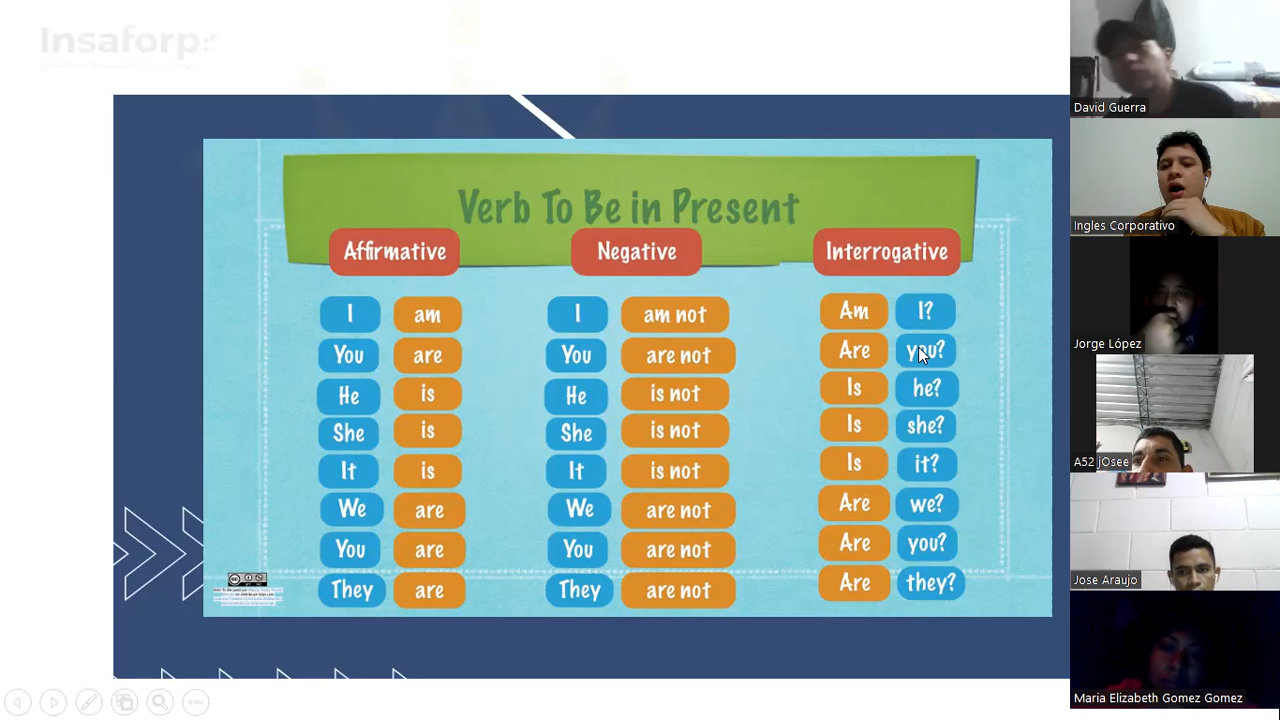 Insaforp
Verb To Be in Present
Affirmative
Negative
Interrogative
I am
You are
He is
She is
It is
We are
You are
They are
I am not
You are not
He is not
She is not
It is not
We are not
You are not
They are not
Am I?
Are you?
Is he?
Is she?
Is it?
Are we?
Are you?
Are they?
David Guerra
Ingles Corporativo
Jorge López
A52 jOsee
Jose Araujo
Maria Elizabeth Gomez Gomez